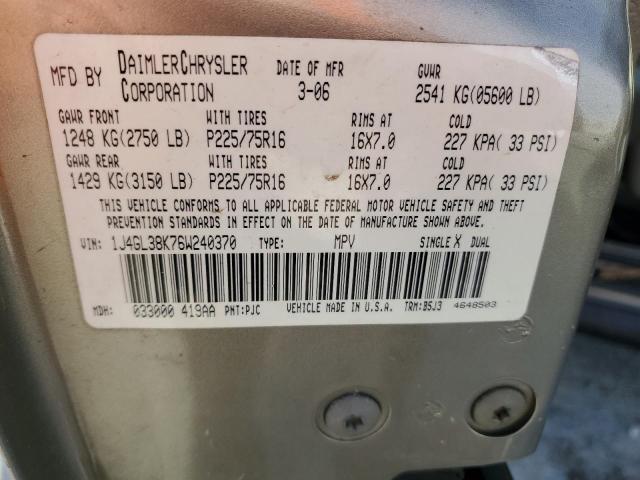 MFD BY DAIMLERCHRYSLER CORPORATION DATE OF MFR 3-06 GVWR 2541 KG(05600 LB)
GAWR FRONT WITH TIRES RIMS AT COLD
1248 KG(2750 LB) P225/75R16 16X7.0 227 KPA( 33 PSI)
GAWR REAR WITH TIRES RIMS AT COLD
1429 KG(3150 LB) P225/75R16 16X7.0 227 KPA( 33 PSI)
THIS VEHICLE CONFORMS TO ALL APPLICABLE FEDERAL MOTOR VEHICLE SAFETY AND THEFT
PREVENTION STANDARDS IN EFFECT ON THE DATE OF MANUFACTURE SHOWN ABOVE.
VIN: 1J4GL38K76W240370 TYPE: MPV SINGLE X DUAL
MDH: 033000 419AA PNT:PJC VEHICLE MADE IN U.S.A. TRM:B5J3 4648503